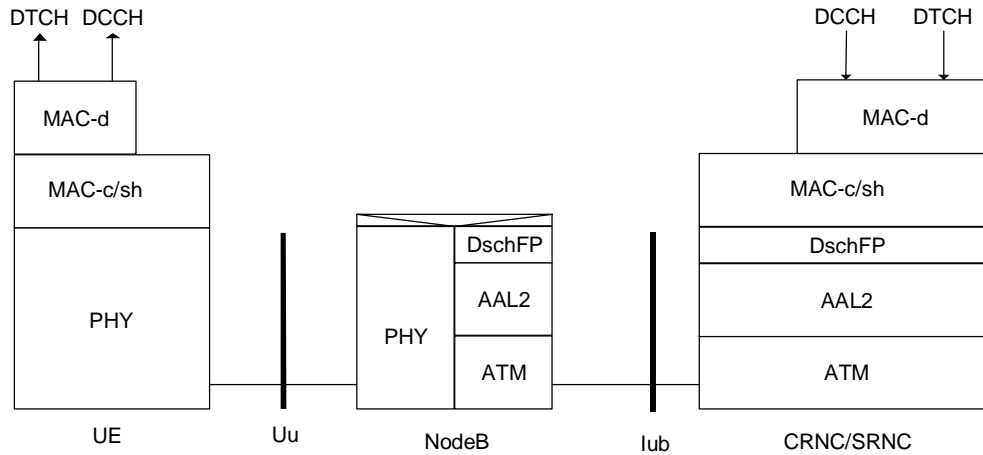 DTCH DCCH
DCCH DTCH
MAC-d
MAC-d
MAC-c/sh
MAC-c/sh
DschFP
DschFP
PHY
PHY
AAL2
AAL2
ATM
ATM
UE
Uu
NodeB
Iub
CRNC/SRNC